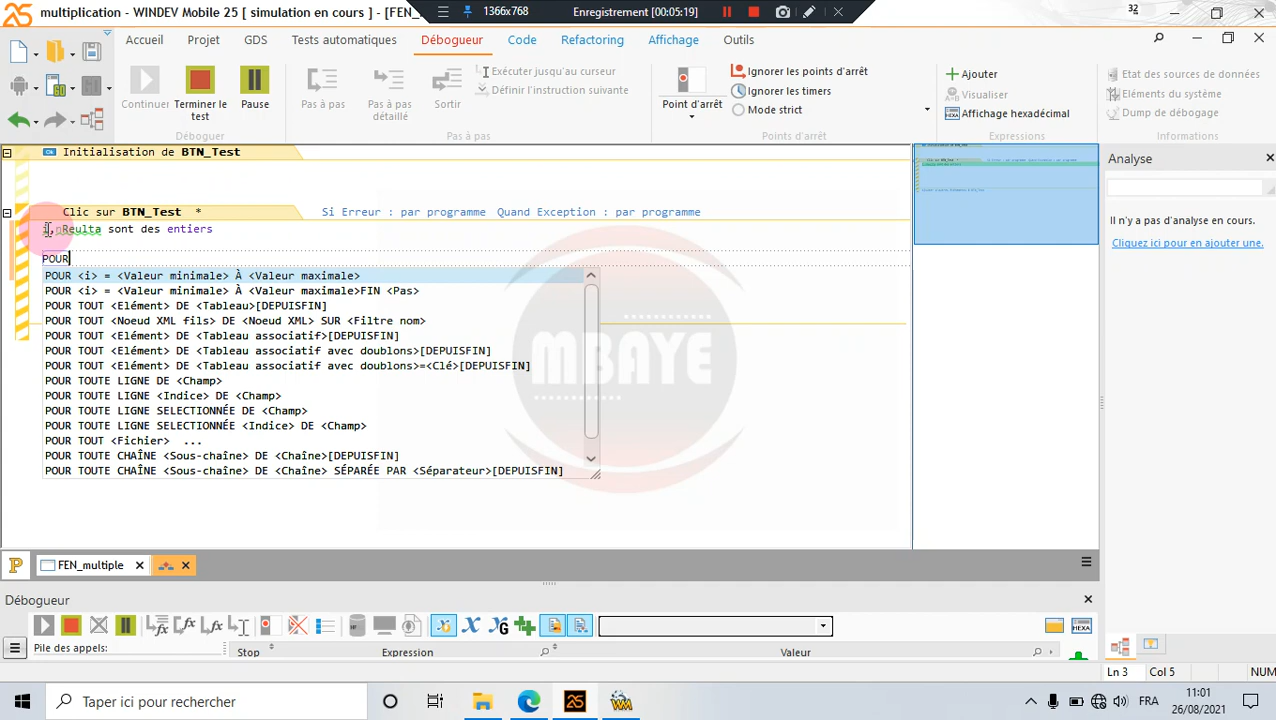 multiplication - WINDEV Mobile 25 [ simulation en cours ] - [FEN_
1366x768
Enregistrement (00:05:19)
32
Accueil Projet GDS Tests automatiques Débogueur Code Refactoring Affichage Outils
Continuer
Terminer le test
Pause
Pas à pas
Pas à pas détaillé
Sortir
Exécuter jusqu'au curseur
Définir l'instruction suivante
Point d'arrêt
Ignorer les points d'arrêt
Ignorer les timers
Mode strict
Ajouter
Visualiser
Affichage hexadécimal
Etat des sources de données
Eléments du système
Dump de débogage
Déboguer
Pas à pas
Points d'arrêt
Expressions
Informations
Initialisation de BTN_Test
Clic sur BTN_Test * Si Erreur : par programme Quand Exception : par programme
i,nReulta sont des entiers
POUR
POUR <i> = <Valeur minimale> À <Valeur maximale>
POUR <i> = <Valeur minimale> À <Valeur maximale>FIN <Pas>
POUR TOUT <Elément> DE <Tableau>[DEPUISFIN]
POUR TOUT <Noeud XML fils> DE <Noeud XML> SUR <Filtre nom>
POUR TOUT <Elément> DE <Tableau associatif>[DEPUISFIN]
POUR TOUT <Elément> DE <Tableau associatif avec doublons>[DEPUISFIN]
POUR TOUT <Elément> DE <Tableau associatif avec doublons>=<Clé>[DEPUISFIN]
POUR TOUTE LIGNE DE <Champ>
POUR TOUTE LIGNE <Indice> DE <Champ>
POUR TOUTE LIGNE SELECTIONNÉE DE <Champ>
POUR TOUTE LIGNE SELECTIONNÉE <Indice> DE <Champ>
POUR TOUT <Fichier> ...
POUR TOUTE CHAÎNE <Sous-chaîne> DE <Chaîne>[DEPUISFIN]
POUR TOUTE CHAÎNE <Sous-chaîne> DE <Chaîne> SÉPARÉE PAR <Séparateur>[DEPUISFIN]
MBAYE
Analyse
Il n'y a pas d'analyse en cours.
Cliquez ici pour en ajouter une.
FEN_multiple
Débogueur
Pile des appels:
Stop
Expression
Valeur
Ln 3 Col 5
Taper ici pour rechercher
FRA
11:01
26/08/2021